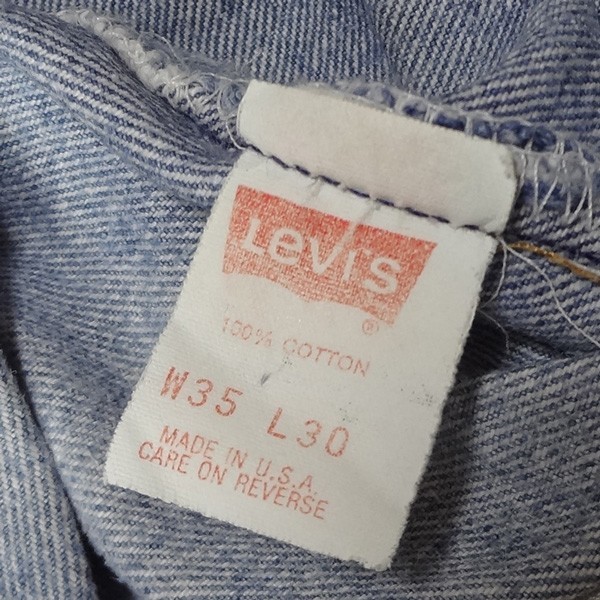 LEVI'S
®
100% COTTON
W35 L30
MADE IN U.S.A.
CARE ON REVERSE